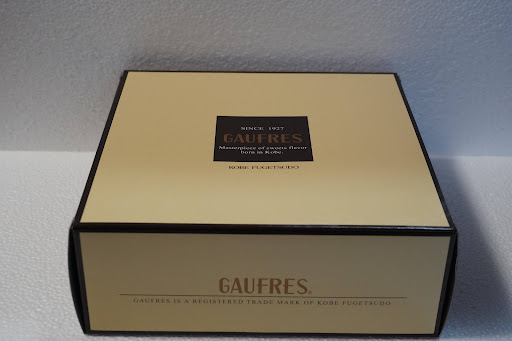 SINCE 1927
GAUFRES
Masterpiece of sweets flavor
born in Kobe.
KOBE FUGETSUDO
GAUFRES®
GAUFRES IS A REGISTERED TRADE MARK OF KOBE FUGETSUDO